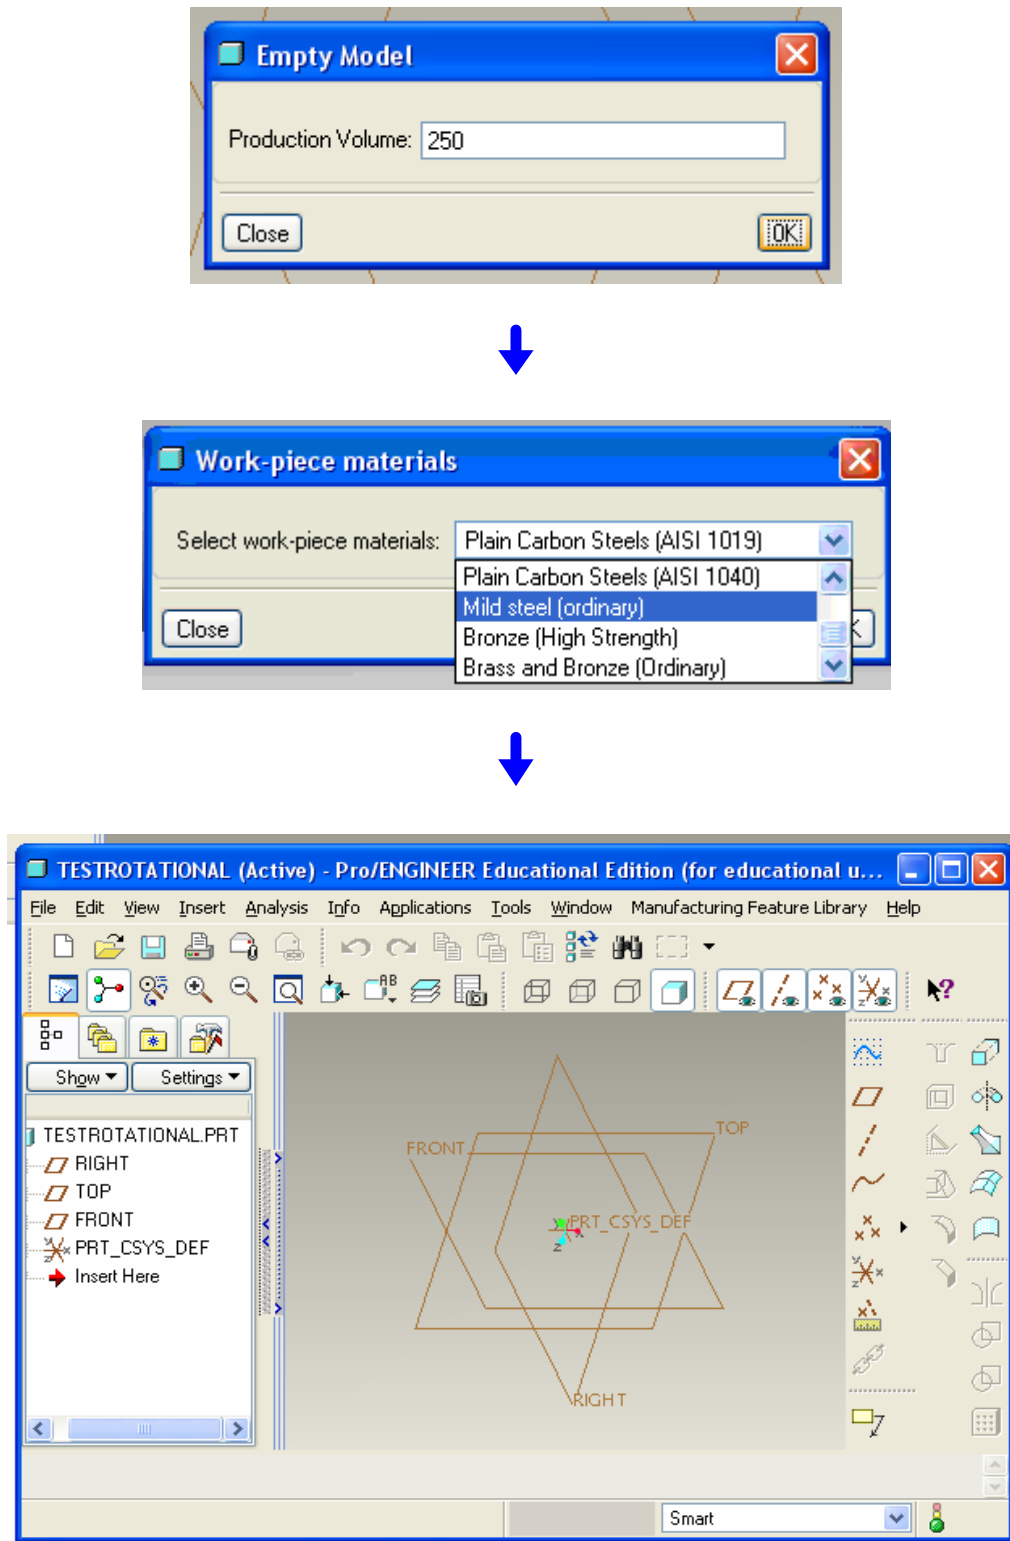 Empty Model
Production Volume: 250
Close
OK
Work-piece materials
Select work-piece materials: Plain Carbon Steels (AISI 1019)
Plain Carbon Steels (AISI 1040)
Mild steel (ordinary)
Bronze (High Strength)
Brass and Bronze (Ordinary)
Close
TESTROTATIONAL (Active) - Pro/ENGINEER Educational Edition (for educational u...
File Edit View Insert Analysis Info Applications Tools Window Manufacturing Feature Library Help
Show Settings
TESTROTATIONAL.PRT
RIGHT
TOP
FRONT
PRT_CSYS_DEF
Insert Here
TOP
FRONT
PRT_CSYS_DEF
X
Y
Z
RIGHT
Smart